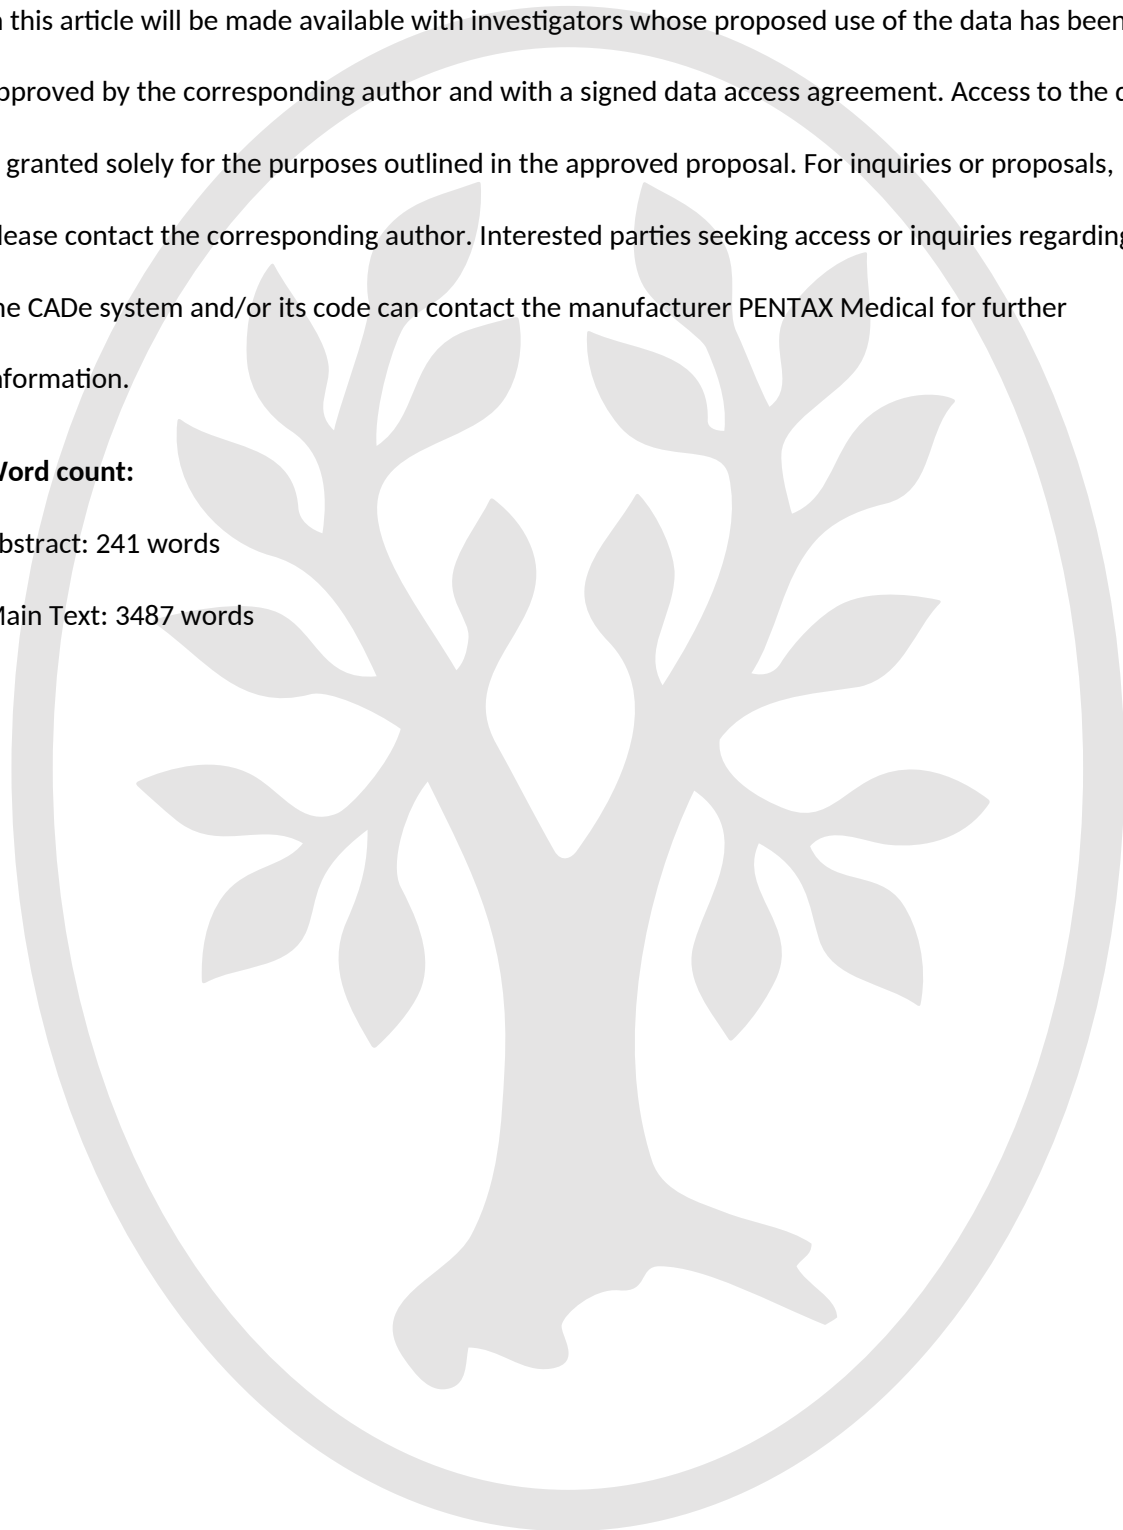 this article will be made available with investigators whose proposed use of the data has been
pproved by the corresponding author and with a signed data access agreement. Access to the
granted solely for the purposes outlined in the approved proposal. For inquiries or proposals,
lease contact the corresponding author. Interested parties seeking access or inquiries regarding
he CADe system and/or its code can contact the manufacturer PENTAX Medical for further
nformation.
Word count:
bstract: 241 words
Main Text: 3487 words